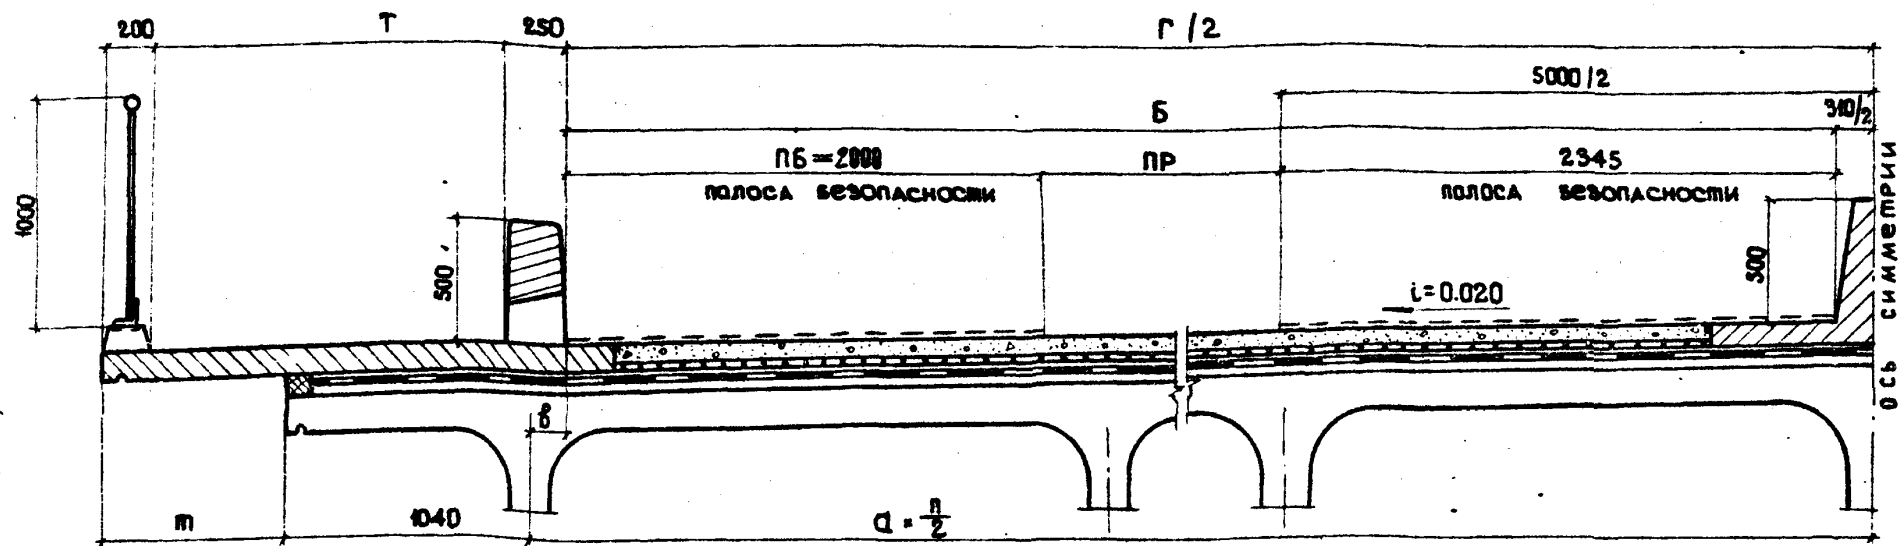 200 Т 250 Г/2
5000/2
Б 310/2
ПБ=2000 ПР 2345
ПОЛОСА БЕЗОПАСНОСТИ ПОЛОСА БЕЗОПАСНОСТИ
1000
500
500
i=0.020
ОСЬ СИММЕТРИИ
в
m 1040 a = n/2